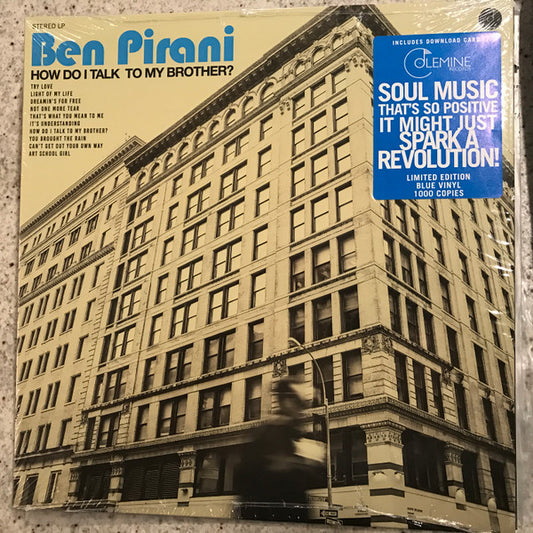 STEREO LP
Ben Pirani
HOW DO I TALK TO MY BROTHER?
TRY LOVE
LIGHT OF MY LIFE
DREAMIN'S FOR FREE
NOT ONE MORE TEAR
THAT'S WHAT YOU MEAN TO ME
IT'S UNDERSTANDING
HOW DO I TALK TO MY BROTHER?
YOU BROUGHT THE RAIN
CAN'T GET OUT YOUR OWN WAY
ART SCHOOL GIRL
INCLUDES DOWNLOAD CARD
COLEMINE
RECORDS
SOUL MUSIC
THAT'S SO POSITIVE
IT MIGHT JUST
SPARK A
REVOLUTION!
LIMITED EDITION
BLUE VINYL
1000 COPIES